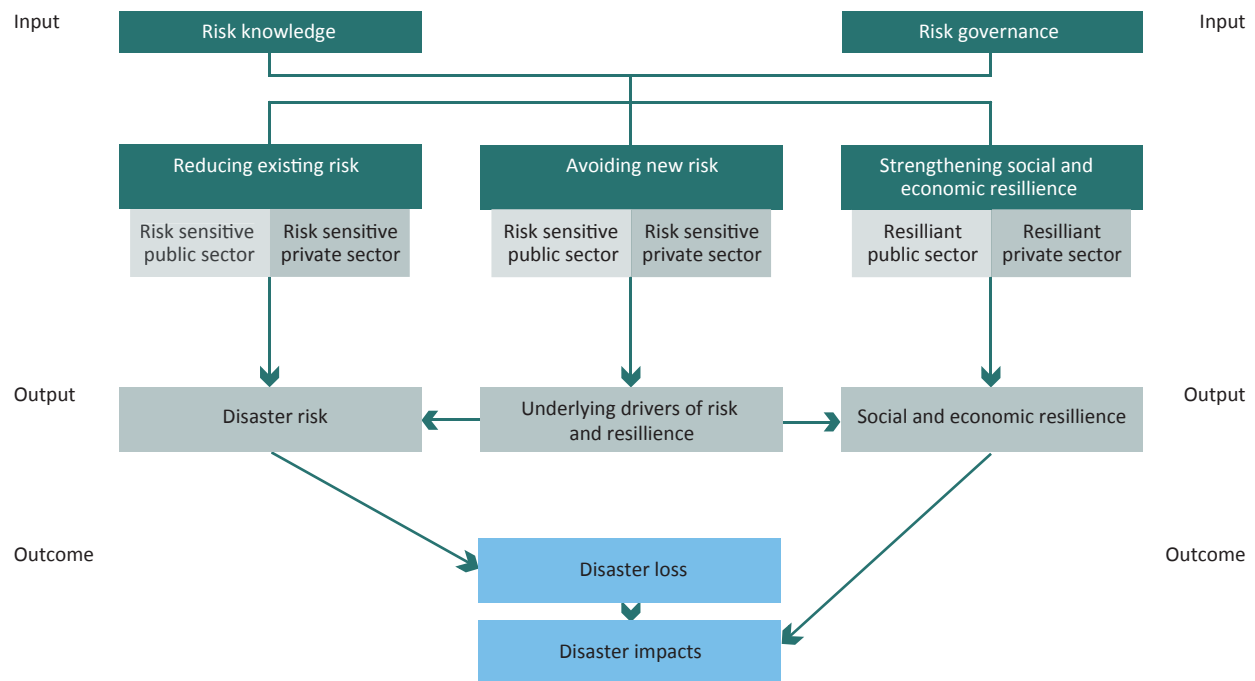 Input
Risk knowledge
Risk governance
Input
Reducing existing risk
Avoiding new risk
Strengthening social and
economic resillience
Risk sensitive
public sector
Risk sensitive
private sector
Risk sensitive
public sector
Risk sensitive
private sector
Resilliant
public sector
Resilliant
private sector
Output
Disaster risk
Underlying drivers of risk
and resillience
Social and economic resillience
Output
Outcome
Disaster loss
Outcome
Disaster impacts